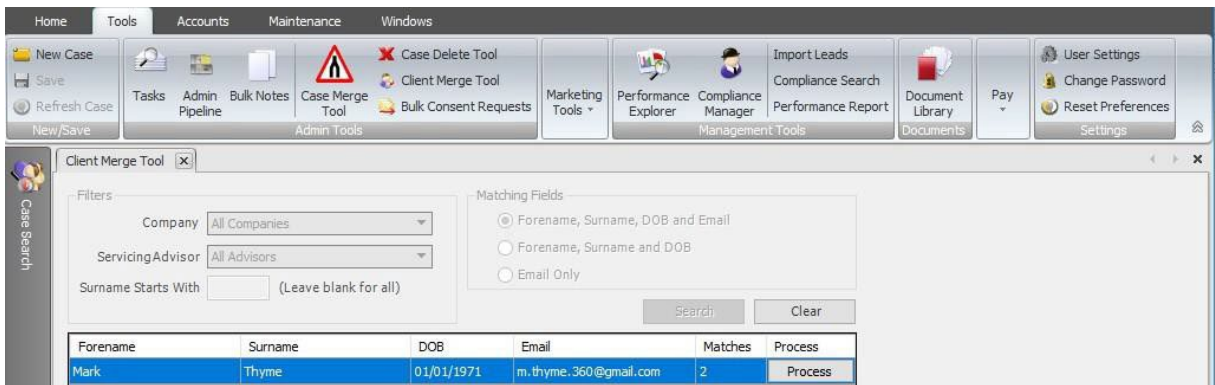 Home Tools Accounts Maintenance Windows
New Case
Save
Refresh Case
New/Save
Tasks
Admin
Pipeline
Bulk Notes
Case Merge
Tool
Case Delete Tool
Client Merge Tool
Bulk Consent Requests
Admin Tools
Marketing
Tools
Performance
Explorer
Compliance
Manager
Import Leads
Compliance Search
Performance Report
Management Tools
Document
Library
Documents
Pay
User Settings
Change Password
Reset Preferences
Settings
Case Search
Client Merge Tool
Filters
Company All Companies
Servicing Advisor All Advisors
Surname Starts With (Leave blank for all)
Matching Fields
Forename, Surname, DOB and Email
Forename, Surname and DOB
Email Only
Search Clear
Forename Surname DOB Email Matches Process
Mark Thyme 01/01/1971 m.thyme.360@gmail.com 2 Process